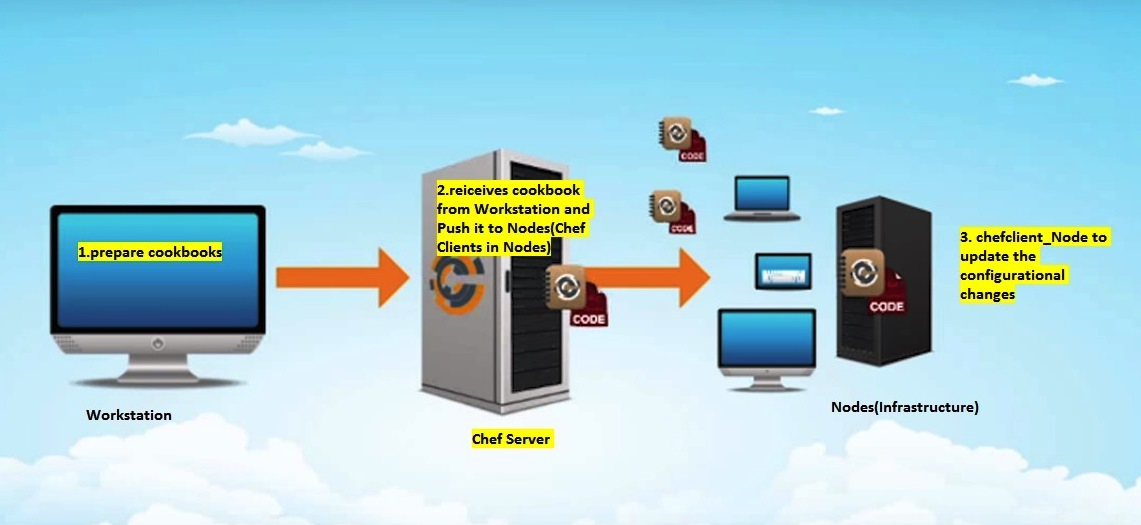 1.prepare cookbooks
Workstation
2.reiceives cookbook
from Workstation and
Push it to Nodes(Chef
Clients in Nodes)
CODE
Chef Server
CODE
CODE
CODE
Nodes(Infrastructure)
3. chefclient_Node to
update the
configurational
changes